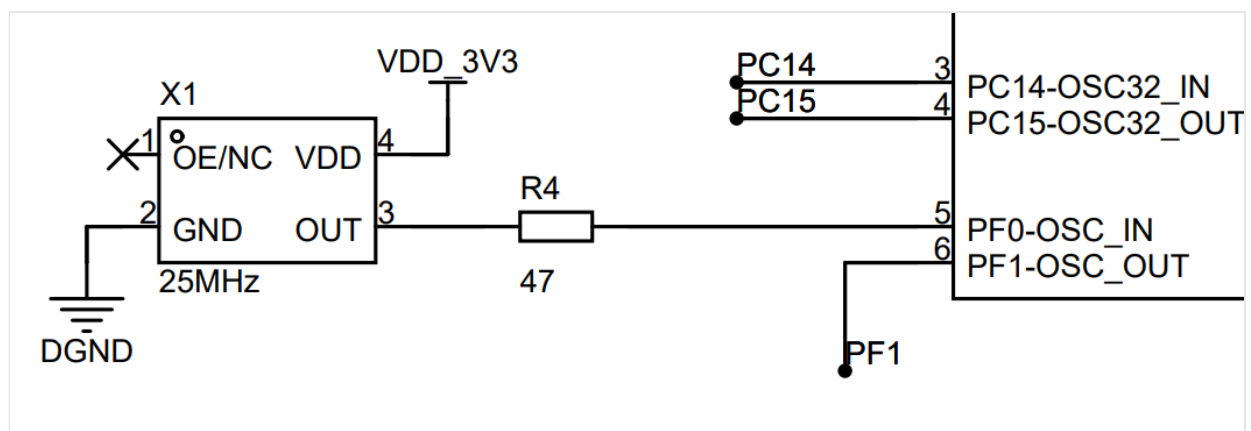 VDD_3V3
X1
1
OE/NC
VDD
4
2
GND
OUT
3
25MHz
DGND
R4
47
PC14
3
PC14-OSC32_IN
PC15
4
PC15-OSC32_OUT
5
PF0-OSC_IN
6
PF1-OSC_OUT
PF1